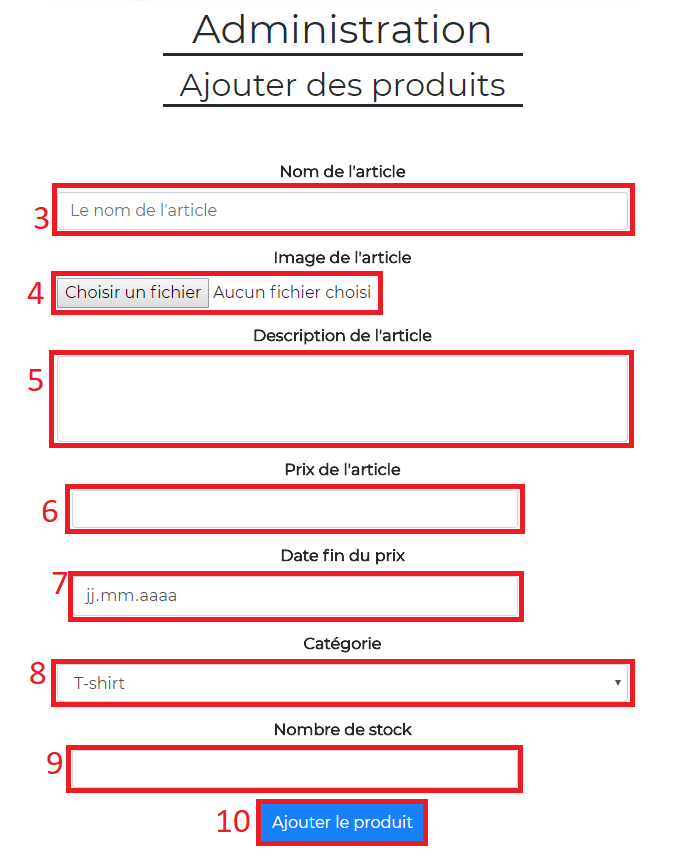 Administration
Ajouter des produits
Nom de l'article
3 Le nom de l'article
Image de l'article
4 Choisir un fichier Aucun fichier choisi
Description de l'article
5
Prix de l'article
6
Date fin du prix
7 jj.mm.aaaa
Catégorie
8 T-shirt
Nombre de stock
9
10 Ajouter le produit